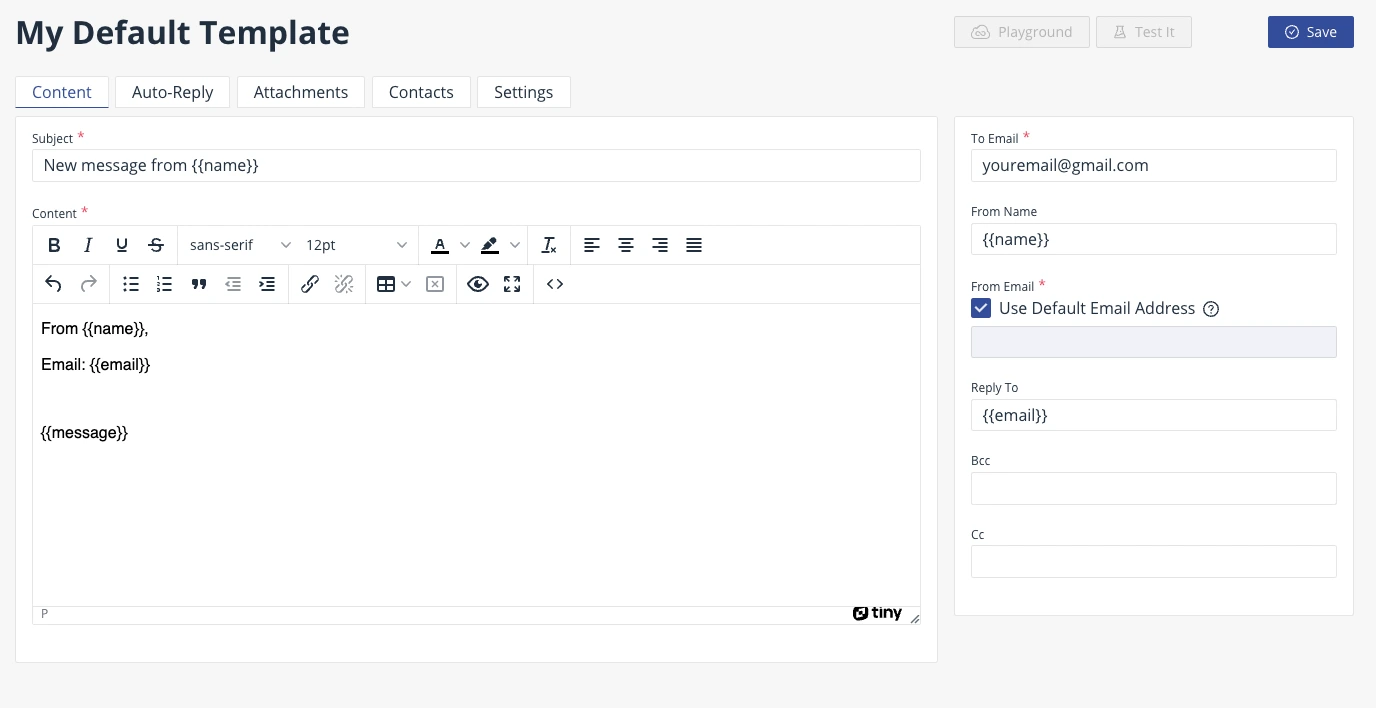 My Default Template
Playground
Test It
Save
Content
Auto-Reply
Attachments
Contacts
Settings
Subject *
New message from {{name}}
Content *
B I U S sans-serif 12pt A
From {{name}},
Email: {{email}}
{{message}}
P
tiny
To Email *
youremail@gmail.com
From Name
{{name}}
From Email *
Use Default Email Address
Reply To
{{email}}
Bcc
Cc